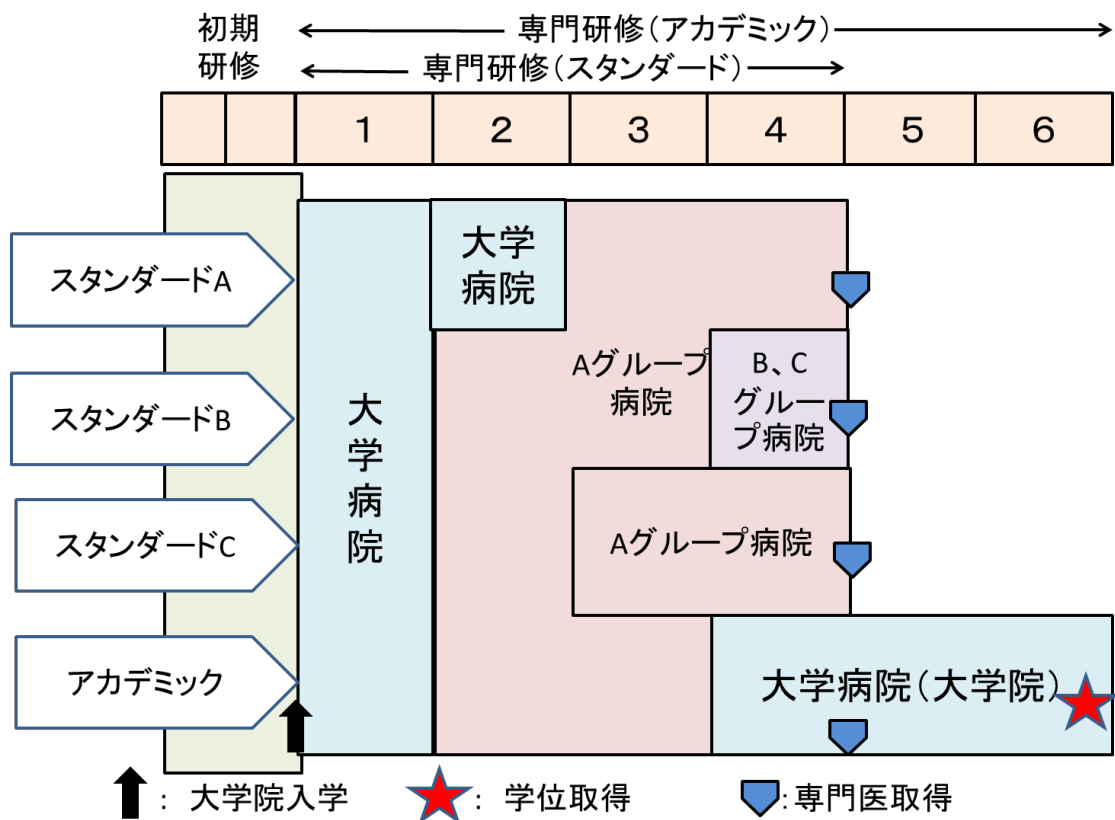 初期
研修
専門研修(アカデミック)
専門研修(スタンダード)
1 2 3 4 5 6
スタンダードA
スタンダードB
スタンダードC
アカデミック
大
学
病
院
大学
病院
Aグループ
病院
B、C
グルー
プ病院
Aグループ病院
大学病院(大学院)
: 大学院入学
: 学位取得
:専門医取得